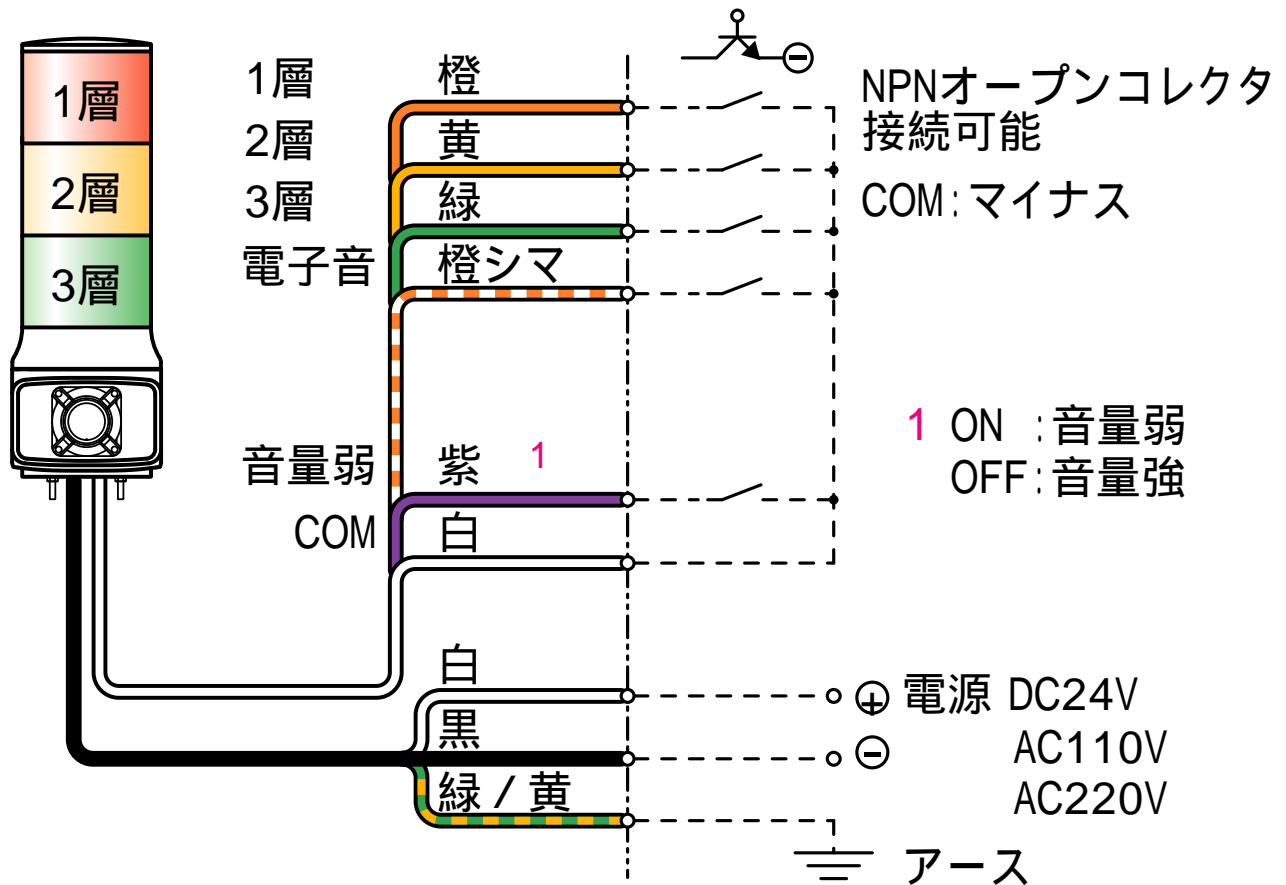 1層
2層
3層
1層 橙
2層 黄
3層 緑
電子音 橙シマ
音量弱 紫 1
COM 白
白
黒
緑/黄
NPNオープンコレクタ
接続可能
COM:マイナス
1 ON :音量弱
OFF:音量強
+ 電源 DC24V
- AC110V
AC220V
アース